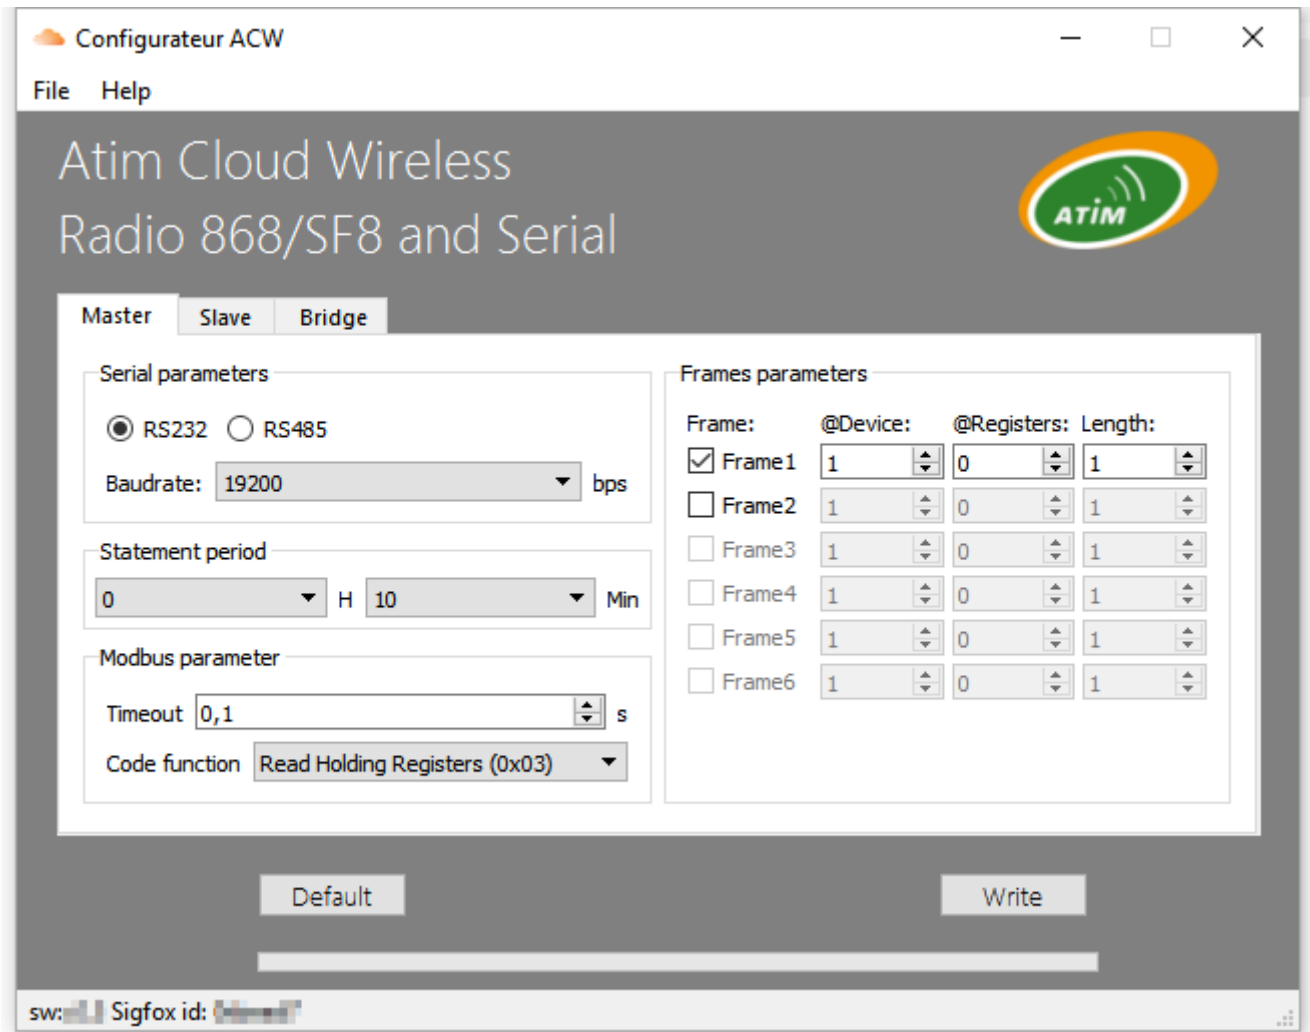 Configurateur ACW
File Help
Atim Cloud Wireless
Radio 868/SF8 and Serial
ATiM
Master Slave Bridge
Serial parameters
RS232 RS485
Baudrate: 19200 bps
Statement period
0 H 10 Min
Modbus parameter
Timeout 0,1 s
Code function Read Holding Registers (0x03)
Frames parameters
Frame: @Device: @Registers: Length:
Frame1 1 0 1
Frame2 1 0 1
Frame3 1 0 1
Frame4 1 0 1
Frame5 1 0 1
Frame6 1 0 1
Default Write
sw: Sigfox id: